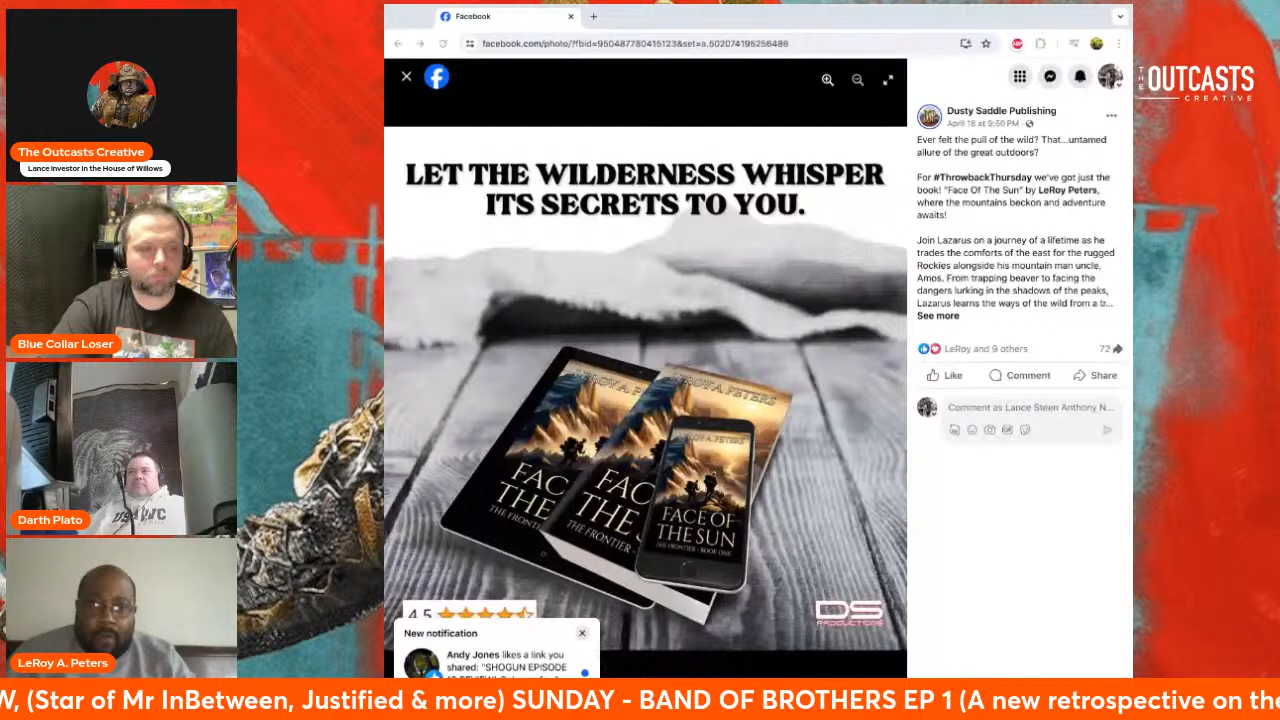 The Outcasts Creative
Lance Investor in the House of Willows
Blue Collar Loser
Darth Plato
LeRoy A. Peters
Facebook
facebook.com/photo/?fbid=950487780415123&set=a.502074195256486
ABP
LET THE WILDERNESS WHISPER
ITS SECRETS TO YOU.
LEROY A. PETERS
FACE OF
THE SUN
THE FRONTIER - BOOK ONE
4.5
DS
PRODUCTIONS
New notification
Andy Jones likes a link you
shared: "SHOGUN EPISODE
Dusty Saddle Publishing
April 18 at 9:50 PM
Ever felt the pull of the wild? That...untamed
allure of the great outdoors?
For #ThrowbackThursday we've got just the
book! "Face Of The Sun" by LeRoy Peters,
where the mountains beckon and adventure
awaits!
Join Lazarus on a journey of a lifetime as he
trades the comforts of the east for the rugged
Rockies alongside his mountain man uncle,
Amos. From trapping beaver to facing the
dangers lurking in the shadows of the peaks,
Lazarus learns the ways of the wild from a tr...
See more
LeRoy and 9 others
72
Like
Comment
Share
Comment as Lance Steen Anthony N...
THE OUTCASTS
CREATIVE
W, (Star of Mr InBetween, Justified & more) SUNDAY - BAND OF BROTHERS EP 1 (A new retrospective on the